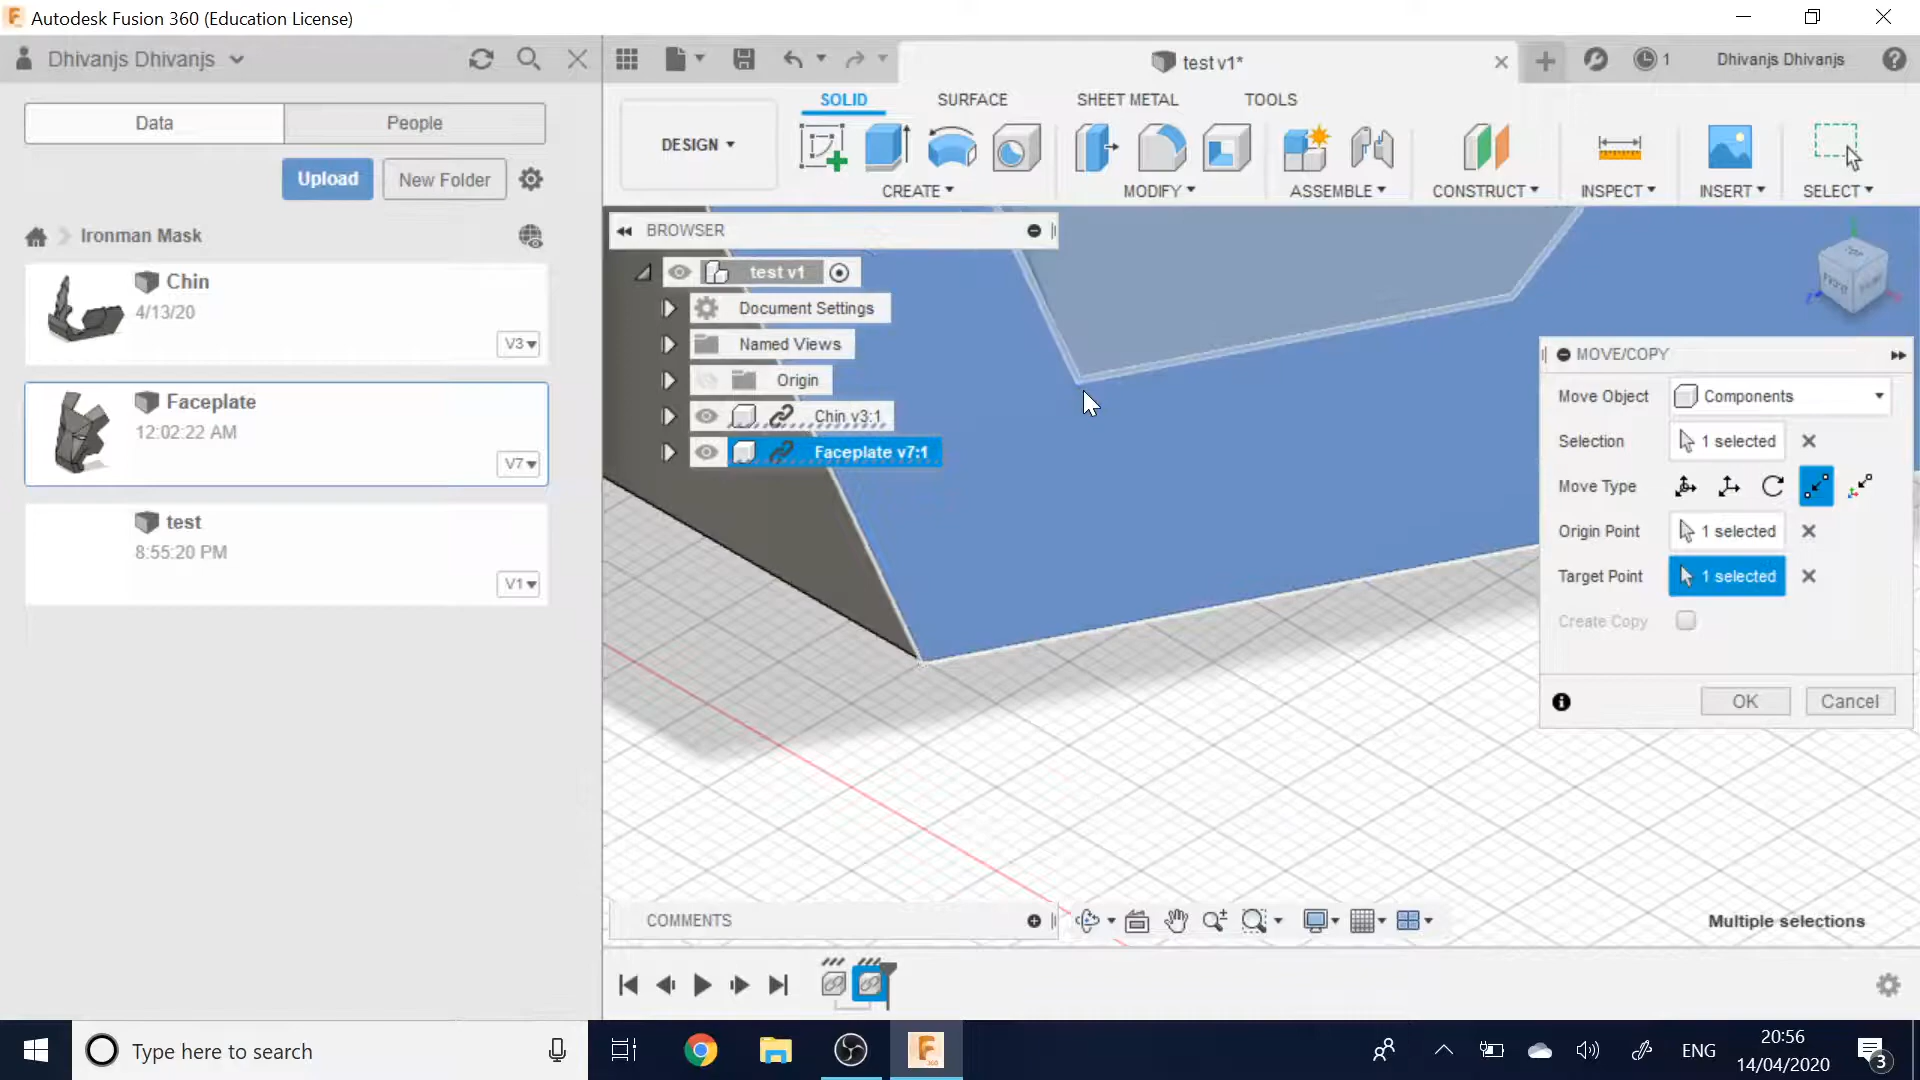 Autodesk Fusion 360 (Education License)
Dhivanjs Dhivanjs
test v1*
1
Dhivanjs Dhivanjs
Data
People
Upload
New Folder
Ironman Mask
Chin
4/13/20
V3
Faceplate
12:02:22 AM
V7
test
8:55:20 PM
V1
SOLID
SURFACE
SHEET METAL
TOOLS
DESIGN
CREATE
MODIFY
ASSEMBLE
CONSTRUCT
INSPECT
INSERT
SELECT
BROWSER
test v1
Document Settings
Named Views
Origin
Chin v3:1
Faceplate v7:1
TOP
FRONT
MOVE/COPY
Move Object
Components
Selection
1 selected
Move Type
Origin Point
1 selected
Target Point
1 selected
Create Copy
OK
Cancel
COMMENTS
Multiple selections
Type here to search
360
ENG
20:56
14/04/2020
3